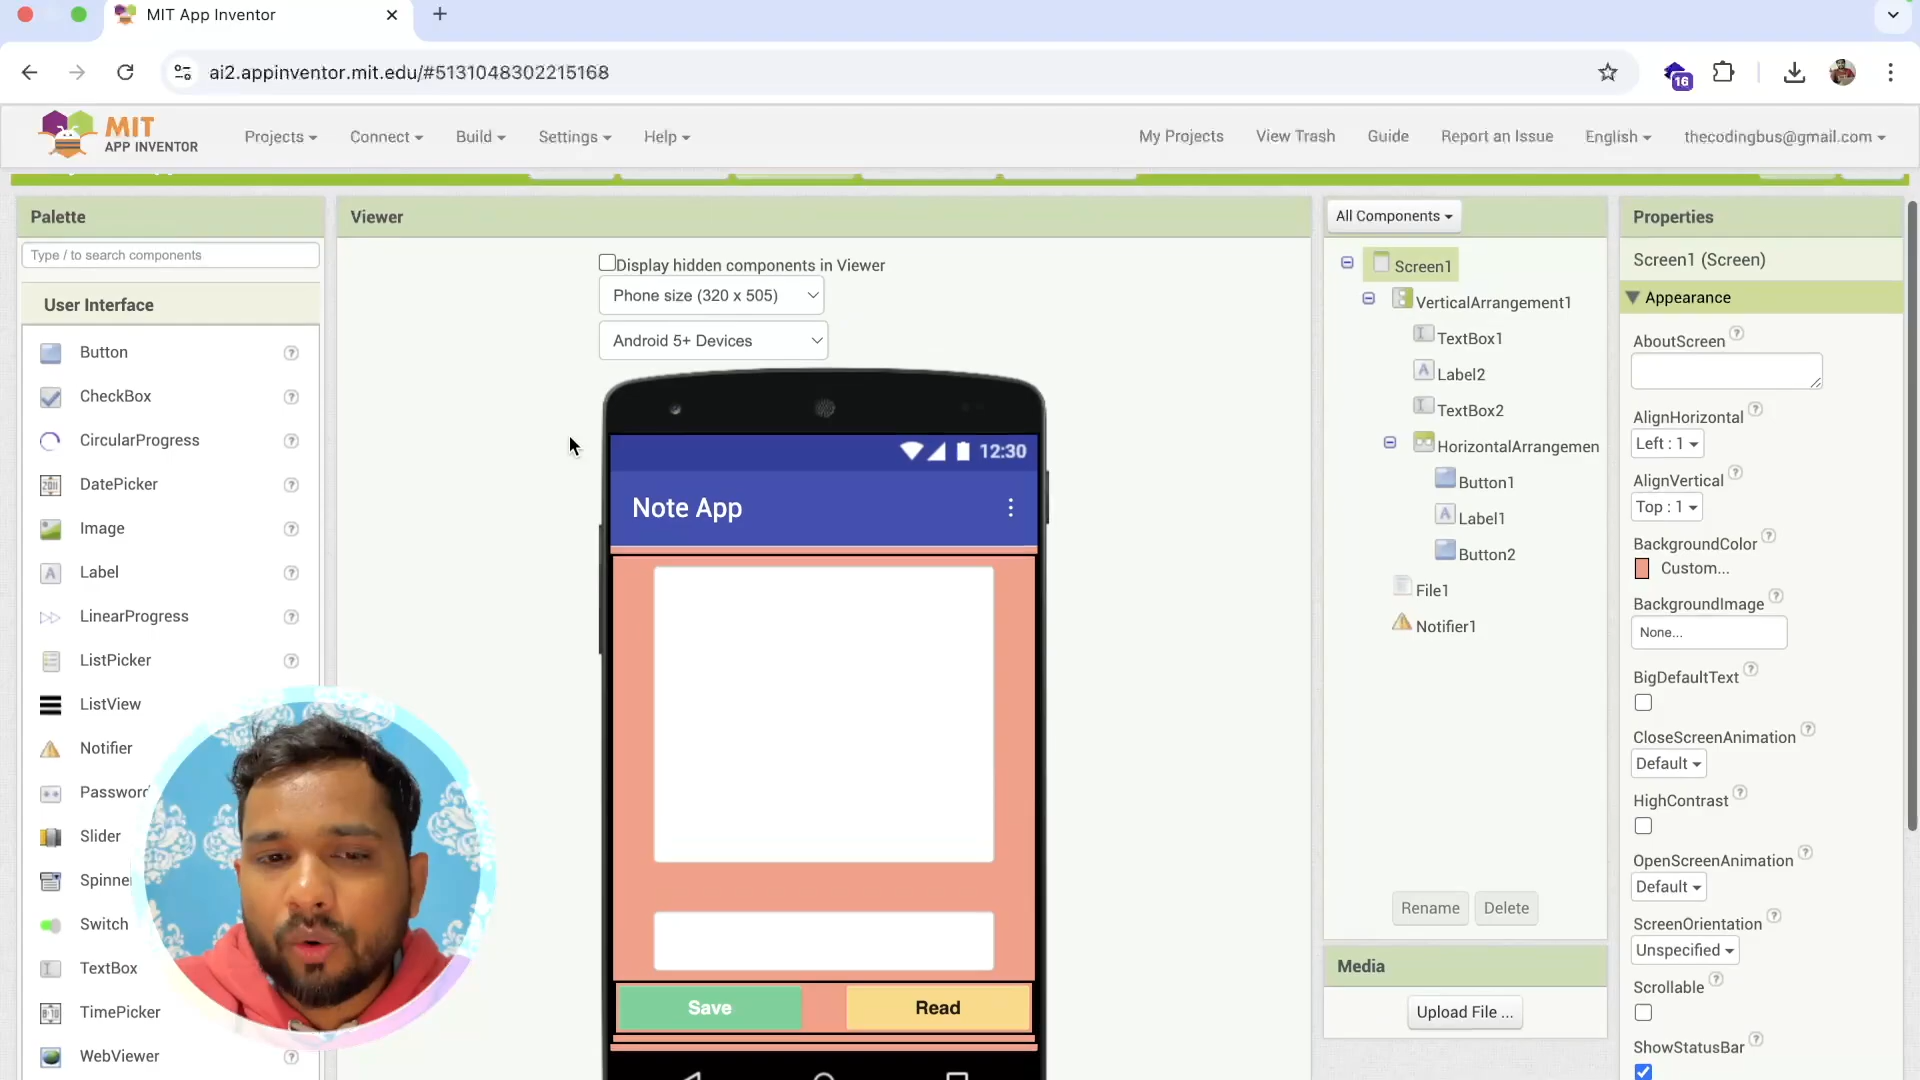 MIT App Inventor
ai2.appinventor.mit.edu/#5131048302215168
16
MIT
APP INVENTOR
Projects
Connect
Build
Settings
Help
My Projects
View Trash
Guide
Report an Issue
English
thecodingbus@gmail.com
Palette
Type / to search components
User Interface
Button
CheckBox
CircularProgress
DatePicker
Image
Label
LinearProgress
ListPicker
ListView
Notifier
Password
Slider
Spinner
Switch
TextBox
TimePicker
WebViewer
Viewer
Display hidden components in Viewer
Phone size (320 x 505)
Android 5+ Devices
12:30
Note App
Save
Read
All Components
Screen1
VerticalArrangement1
TextBox1
Label2
TextBox2
HorizontalArrangemen
Button1
Label1
Button2
File1
Notifier1
Rename
Delete
Media
Upload File ...
Properties
Screen1 (Screen)
Appearance
AboutScreen
AlignHorizontal
Left : 1
AlignVertical
Top : 1
BackgroundColor
Custom...
BackgroundImage
None...
BigDefaultText
CloseScreenAnimation
Default
HighContrast
OpenScreenAnimation
Default
ScreenOrientation
Unspecified
Scrollable
ShowStatusBar